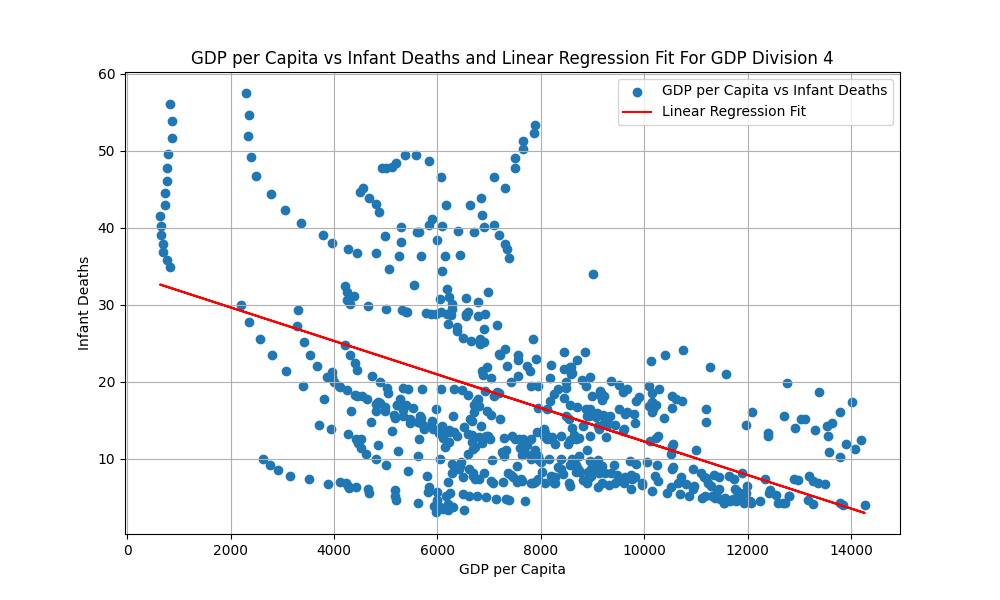 GDP per Capita vs Infant Deaths and Linear Regression Fit For GDP Division 4
GDP per Capita vs Infant Deaths
Linear Regression Fit
Infant Deaths
60
50
40
30
20
10
0
2000
4000
6000
8000
10000
12000
14000
GDP per Capita